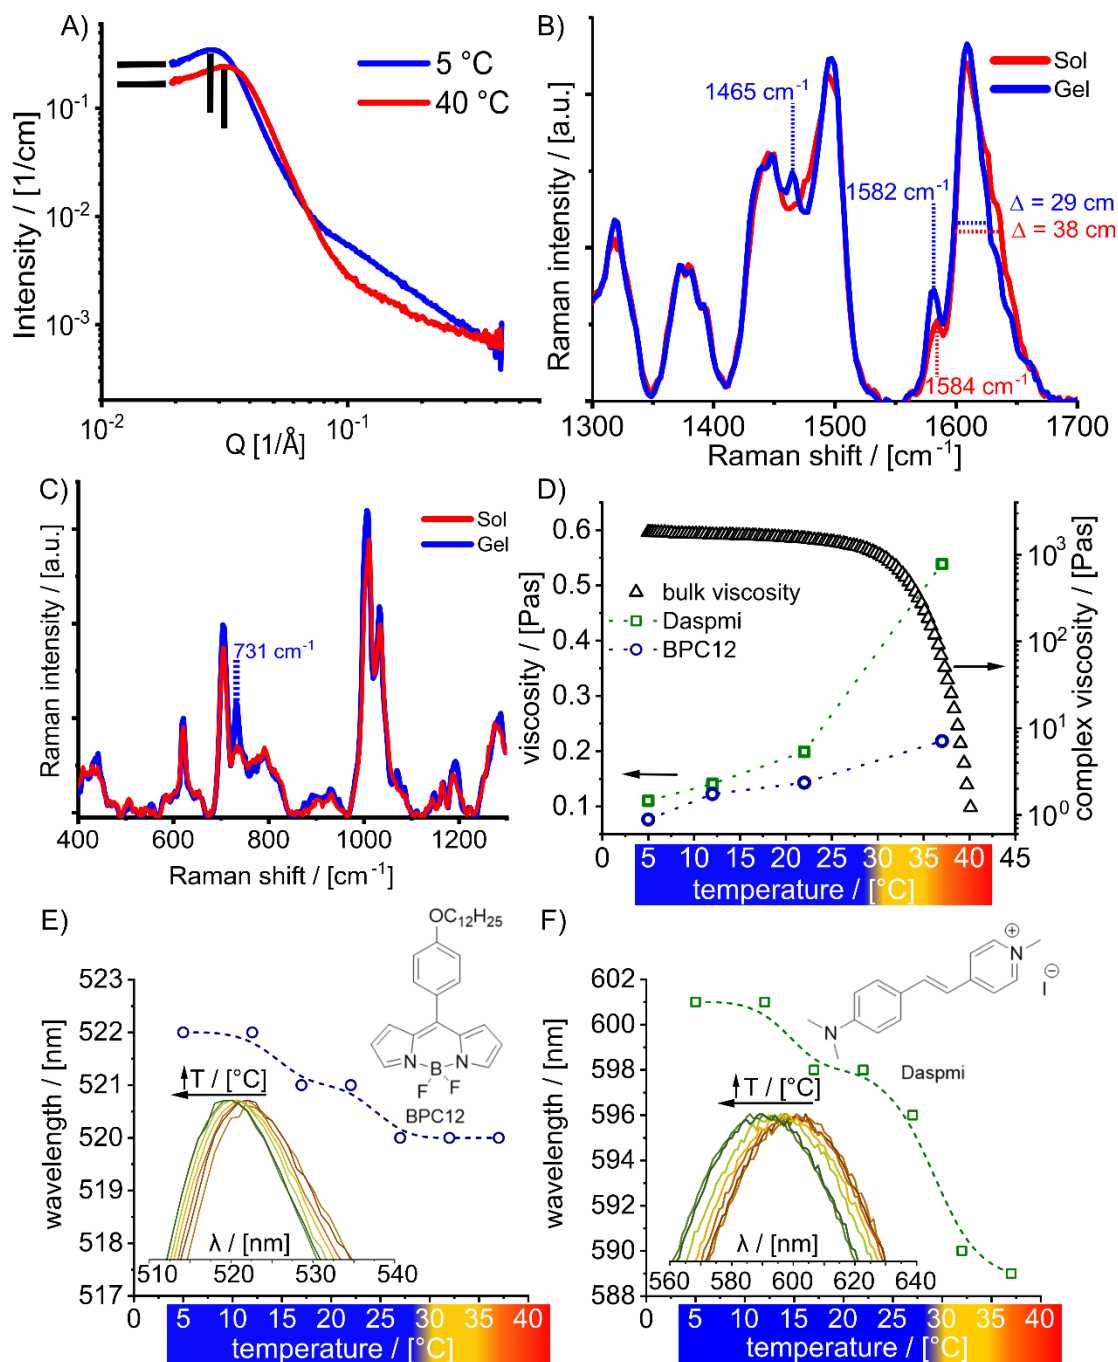 A)
5 °C
40 °C
Intensity / [1/cm]
10⁻¹
10⁻²
10⁻³
10⁻²
10⁻¹
Q [1/Å]
B)
Sol
Gel
1465 cm⁻¹
1582 cm⁻¹
Δ = 29 cm
Δ = 38 cm
1584 cm⁻¹
Raman intensity / [a.u.]
1300 1400 1500 1600 1700
Raman shift / [cm⁻¹]
C)
Sol
Gel
731 cm⁻¹
Raman intensity / [a.u.]
400 600 800 1000 1200
Raman shift / [cm⁻¹]
D)
0.6
0.5
0.4
0.3
0.2
0.1
viscosity / [Pas]
bulk viscosity
Daspmi
BPC12
10³
10²
10¹
10⁰
complex viscosity / [Pas]
0 5 10 15 20 25 30 35 40 45
temperature / [°C]
E)
OC₁₂H₂₅
N N
B
F F
BPC12
523
522
521
520
519
518
517
wavelength / [nm]
T / [°C]
λ / [nm]
510 520 530 540
0 5 10 15 20 25 30 35 40
temperature / [°C]
F)
+
N
I
−
N
Daspmi
602
600
598
596
594
592
590
588
wavelength / [nm]
T / [°C]
λ / [nm]
560 580 600 620 640
0 5 10 15 20 25 30 35 40
temperature / [°C]